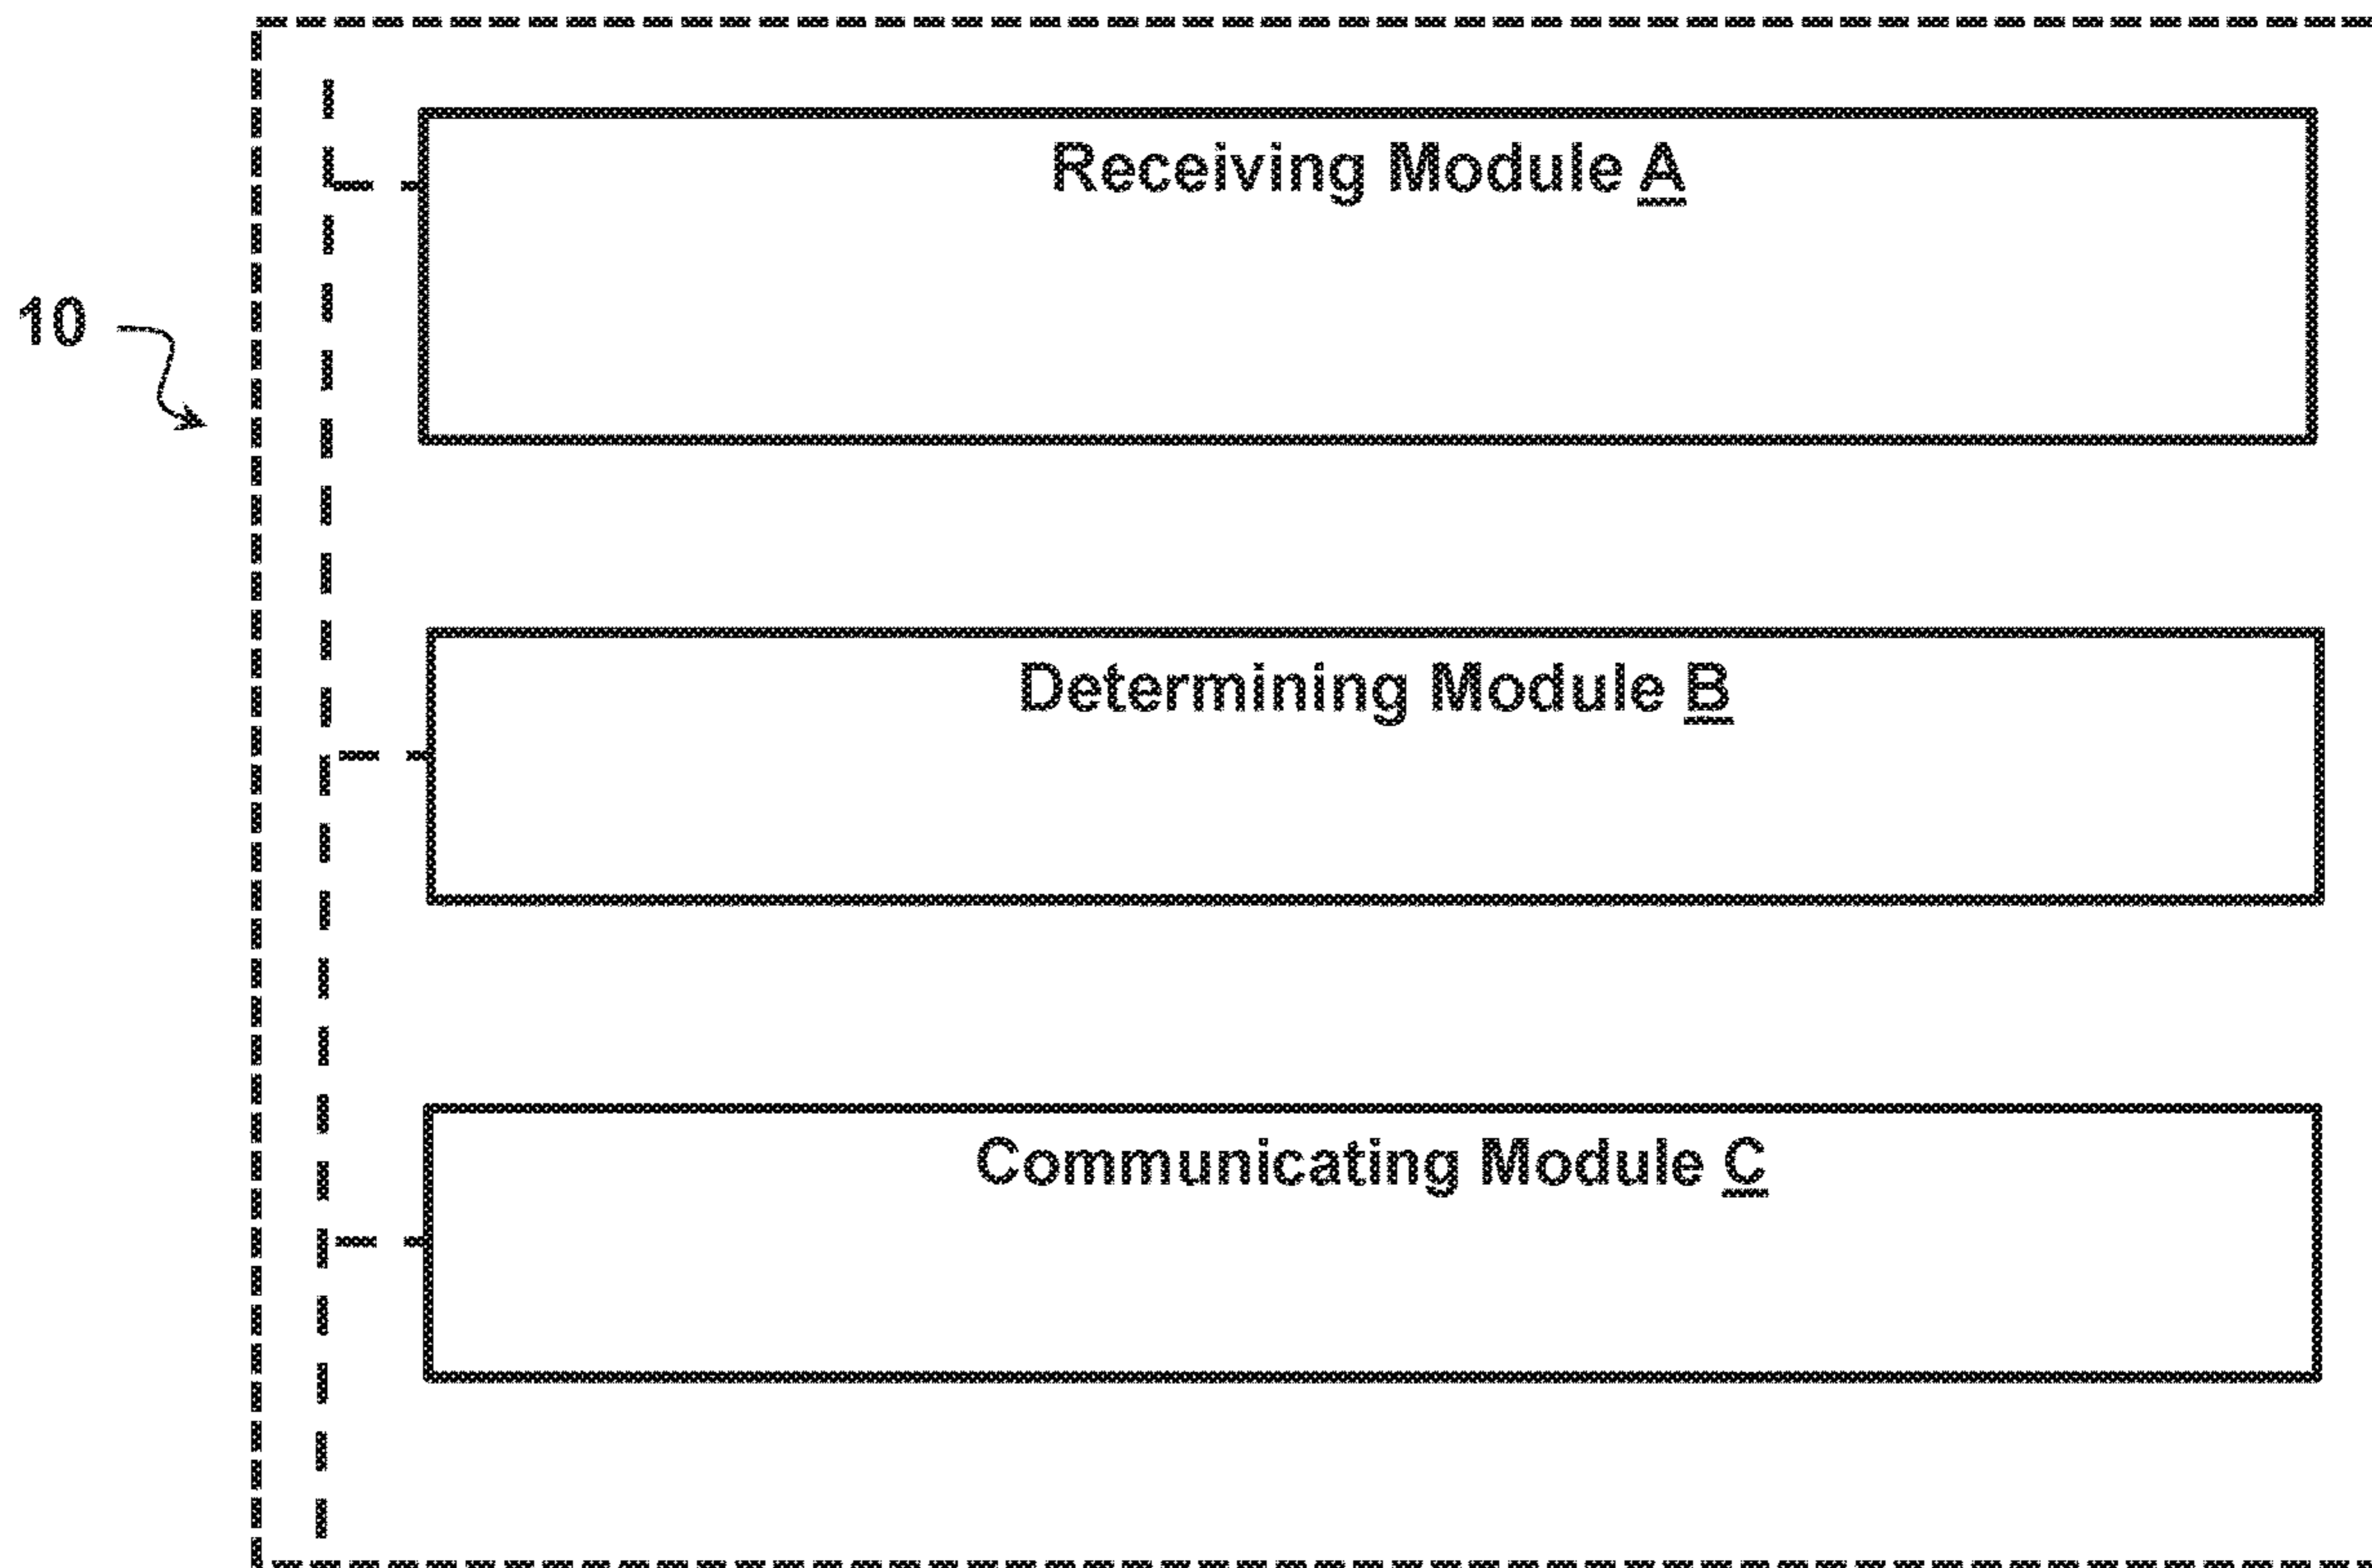 Receiving Module A
10
Determining Module B
Communicating Module C